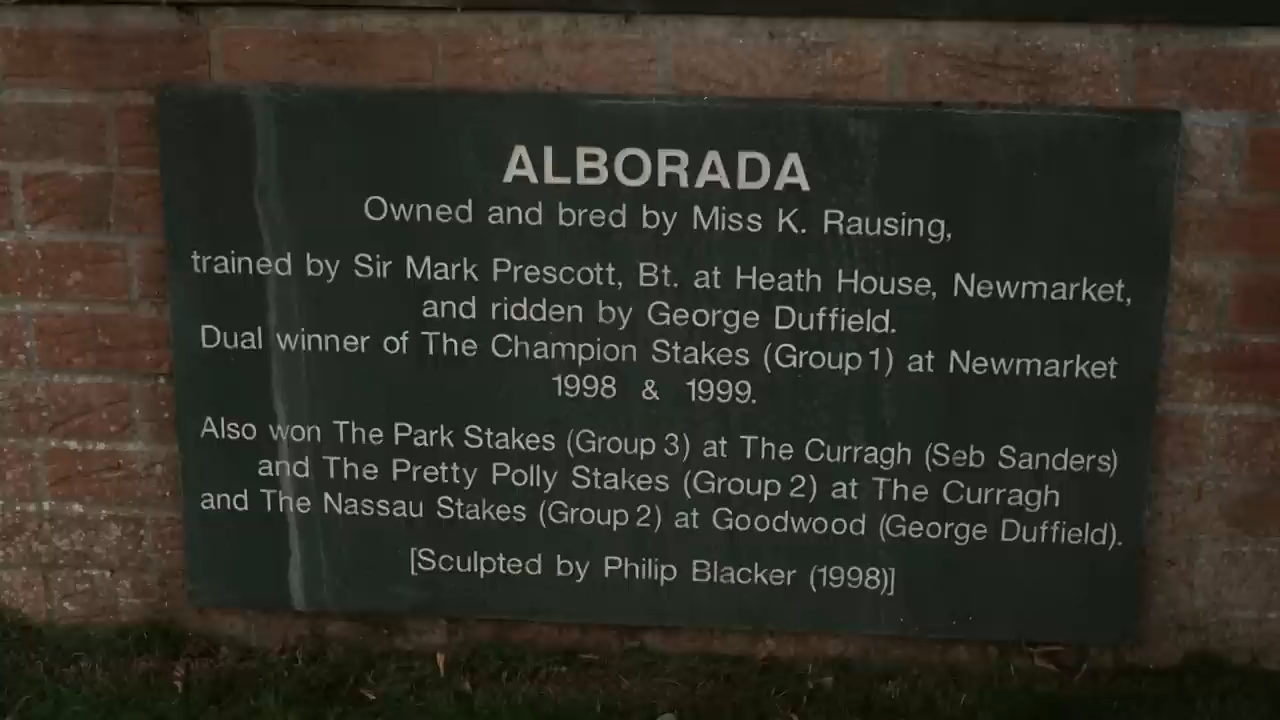 ALBORADA
Owned and bred by Miss K. Rausing,
trained by Sir Mark Prescott, Bt. at Heath House, Newmarket,
and ridden by George Duffield.
Dual winner of The Champion Stakes (Group 1) at Newmarket
1998 & 1999.
Also won The Park Stakes (Group 3) at The Curragh (Seb Sanders)
and The Pretty Polly Stakes (Group 2) at The Curragh
and The Nassau Stakes (Group 2) at Goodwood (George Duffield).
[Sculpted by Philip Blacker (1998)]